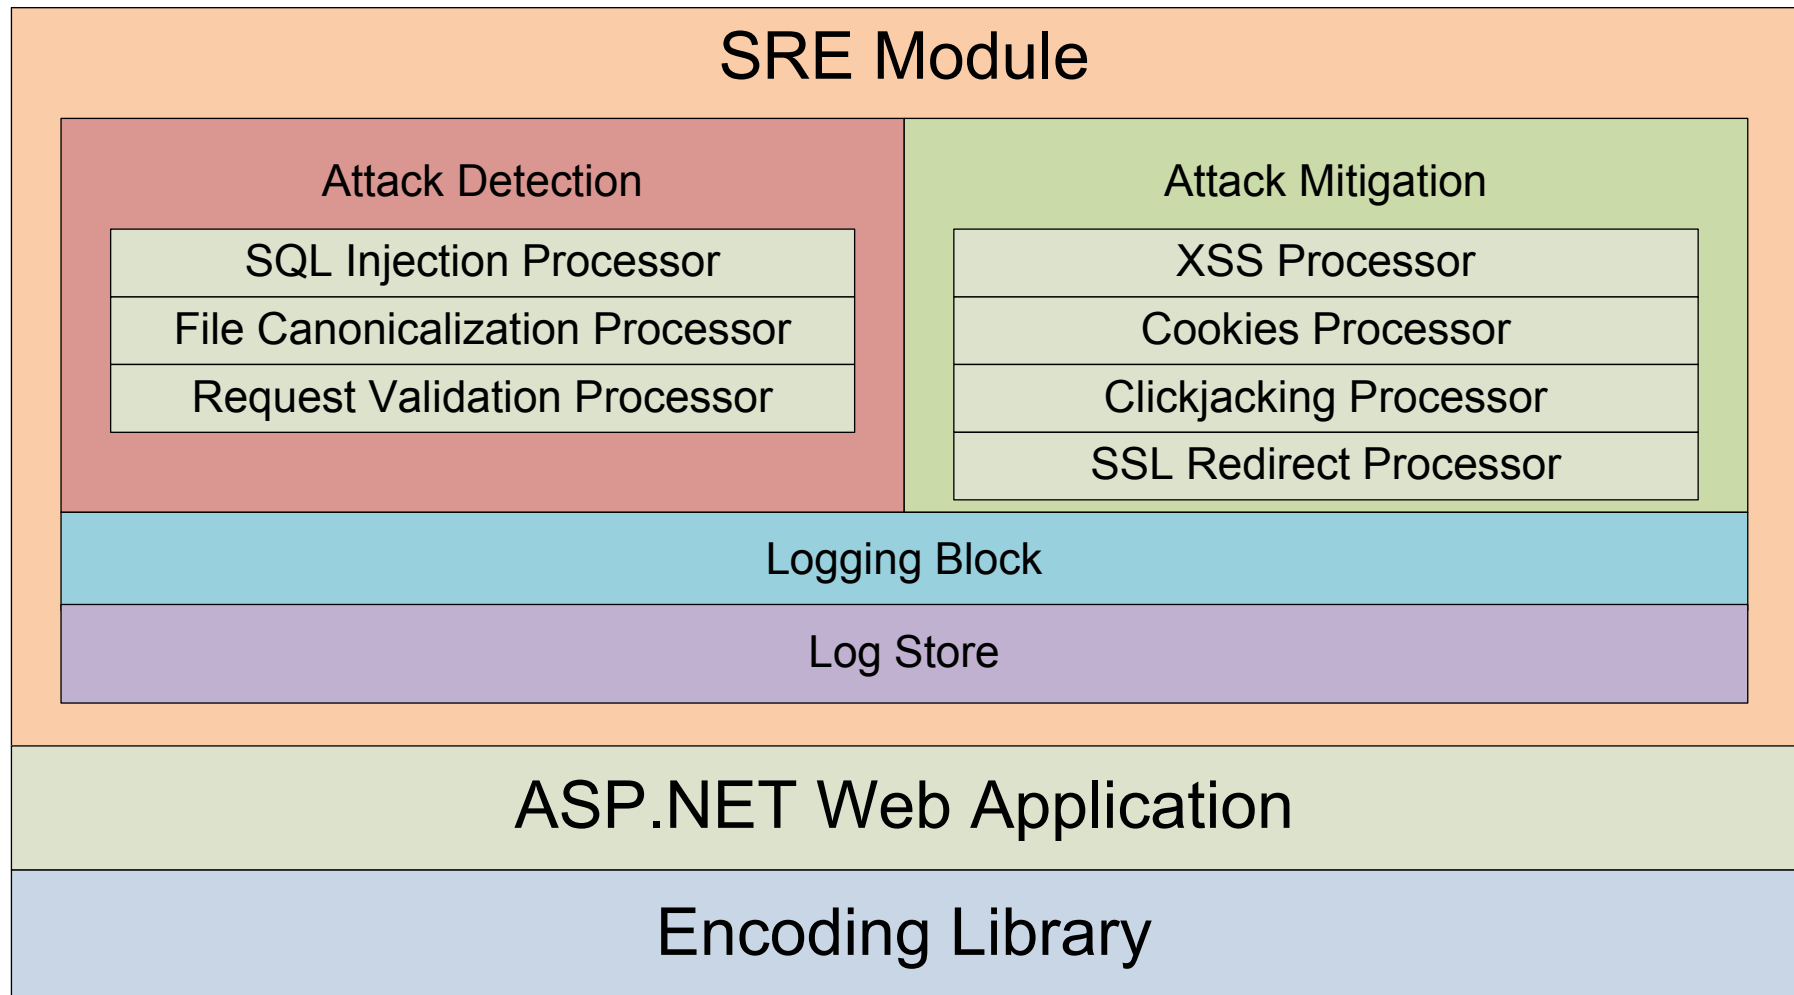 SRE Module
Attack Detection
SQL Injection Processor
File Canonicalization Processor
Request Validation Processor
Attack Mitigation
XSS Processor
Cookies Processor
Clickjacking Processor
SSL Redirect Processor
Logging Block
Log Store
ASP.NET Web Application
Encoding Library